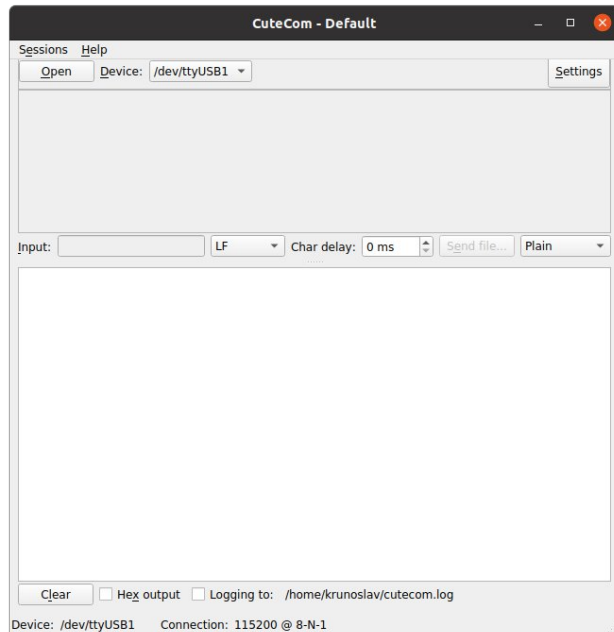 CuteCom - Default
Sessions Help
Open Device: /dev/ttyUSB1 Settings
Input: LF Char delay: 0 ms Send file... Plain
Clear Hex output Logging to: /home/krunoslav/cutecom.log
Device: /dev/ttyUSB1 Connection: 115200 @ 8-N-1